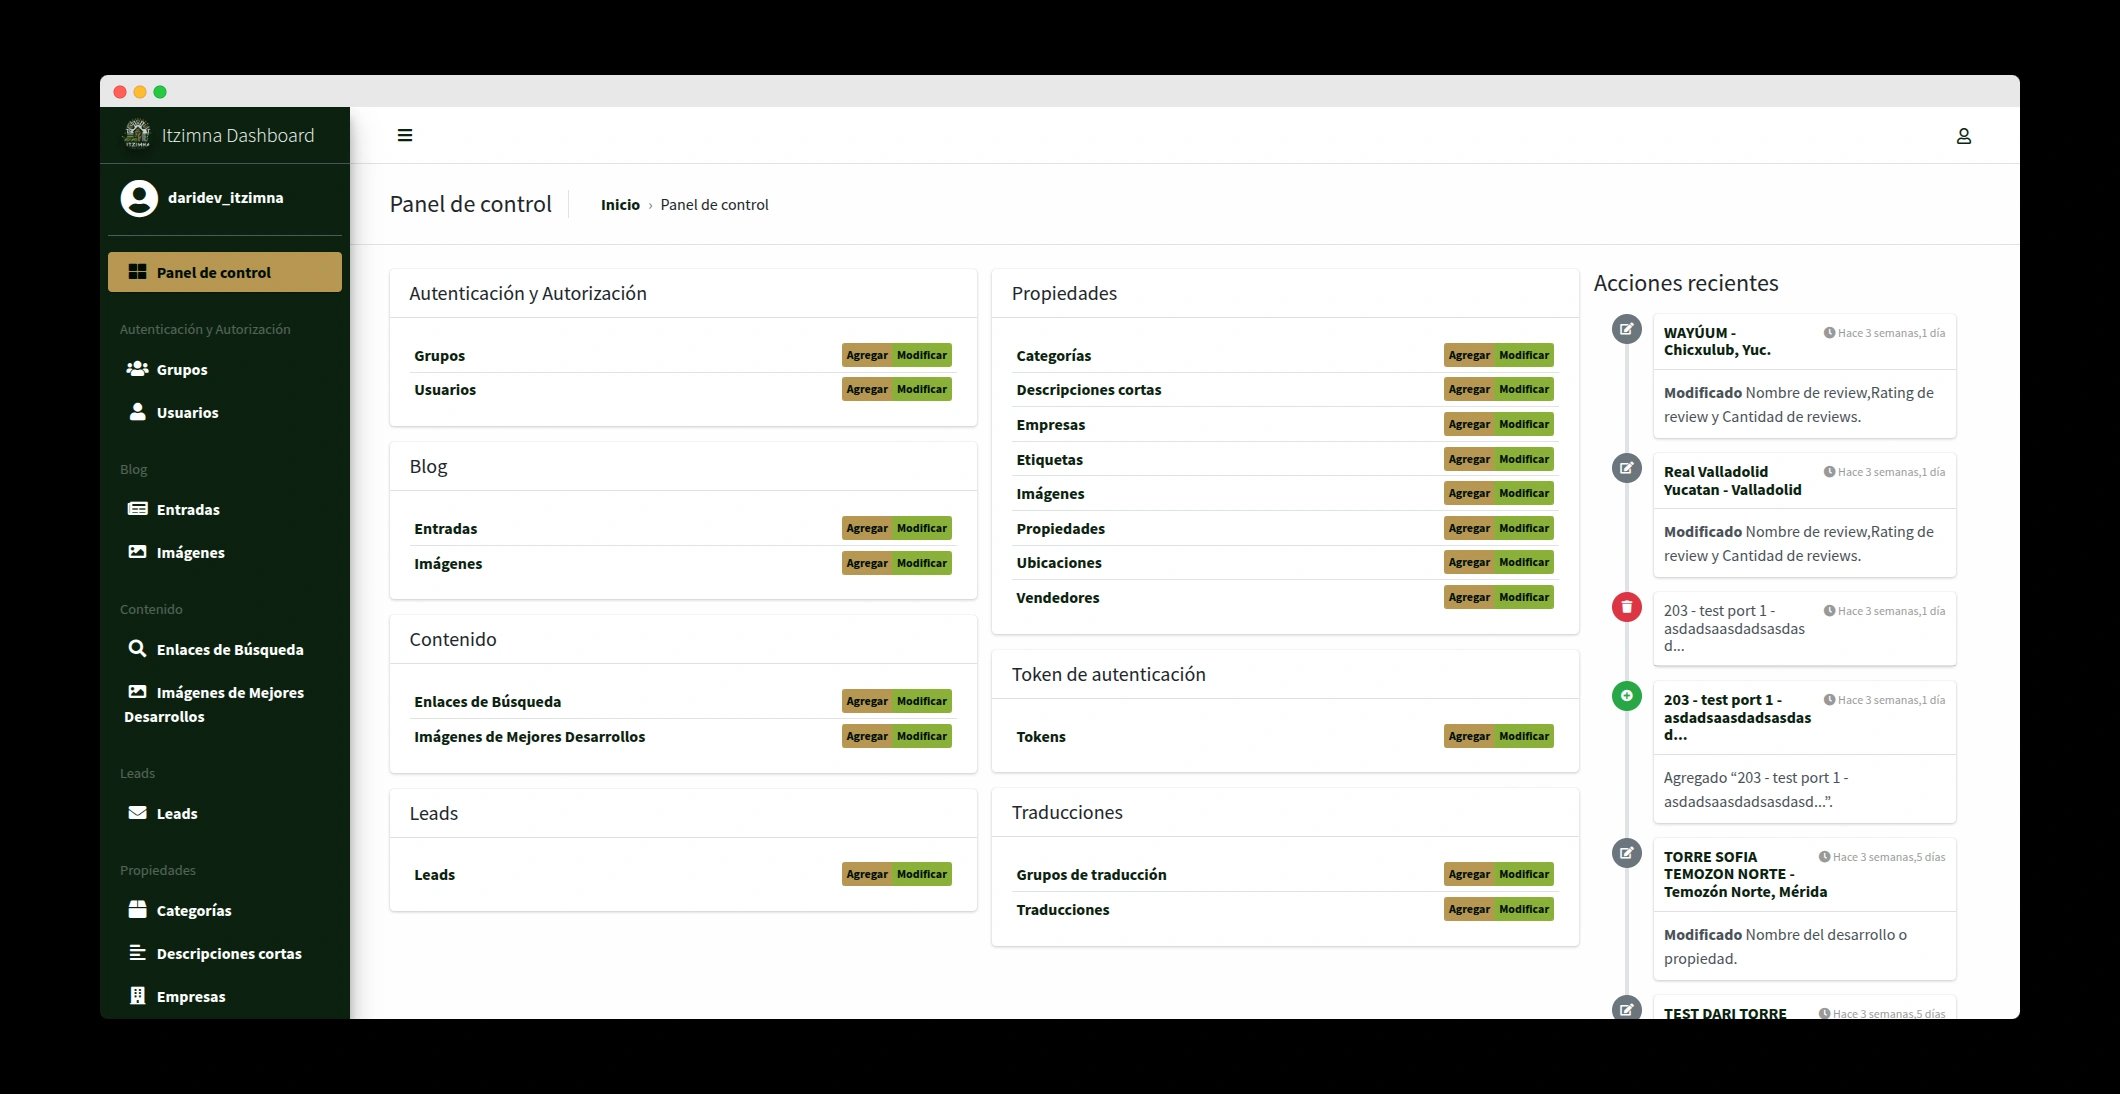 Itzimna Dashboard
daridev_itzimna
Panel de control
Autenticación y Autorización
Grupos
Usuarios
Blog
Entradas
Imágenes
Contenido
Enlaces de Búsqueda
Imágenes de Mejores
Desarrollos
Leads
Leads
Propiedades
Categorías
Descripciones cortas
Empresas
Panel de control
Inicio › Panel de control
Autenticación y Autorización
Grupos Agregar Modificar
Usuarios Agregar Modificar
Blog
Entradas Agregar Modificar
Imágenes Agregar Modificar
Contenido
Enlaces de Búsqueda Agregar Modificar
Imágenes de Mejores Desarrollos Agregar Modificar
Leads
Leads Agregar Modificar
Propiedades
Categorías Agregar Modificar
Descripciones cortas Agregar Modificar
Empresas Agregar Modificar
Etiquetas Agregar Modificar
Imágenes Agregar Modificar
Propiedades Agregar Modificar
Ubicaciones Agregar Modificar
Vendedores Agregar Modificar
Token de autenticación
Tokens Agregar Modificar
Traducciones
Grupos de traducción Agregar Modificar
Traducciones Agregar Modificar
Acciones recientes
WAYÚUM - Hace 3 semanas,1 día
Chicxulub, Yuc.
Modificado Nombre de review,Rating de
review y Cantidad de reviews.
Real Valladolid Hace 3 semanas,1 día
Yucatan - Valladolid
Modificado Nombre de review,Rating de
review y Cantidad de reviews.
203 - test port 1 - Hace 3 semanas,1 día
asdadsaasdadsasdas
d...
203 - test port 1 - Hace 3 semanas,1 día
asdadsaasdadsasdas
d...
Agregado “203 - test port 1 -
asdadsaasdadsasdasd...”.
TORRE SOFIA Hace 3 semanas,5 días
TEMOZON NORTE -
Temozón Norte, Mérida
Modificado Nombre del desarrollo o
propiedad.
TEST DARI TORRE Hace 3 semanas,5 días